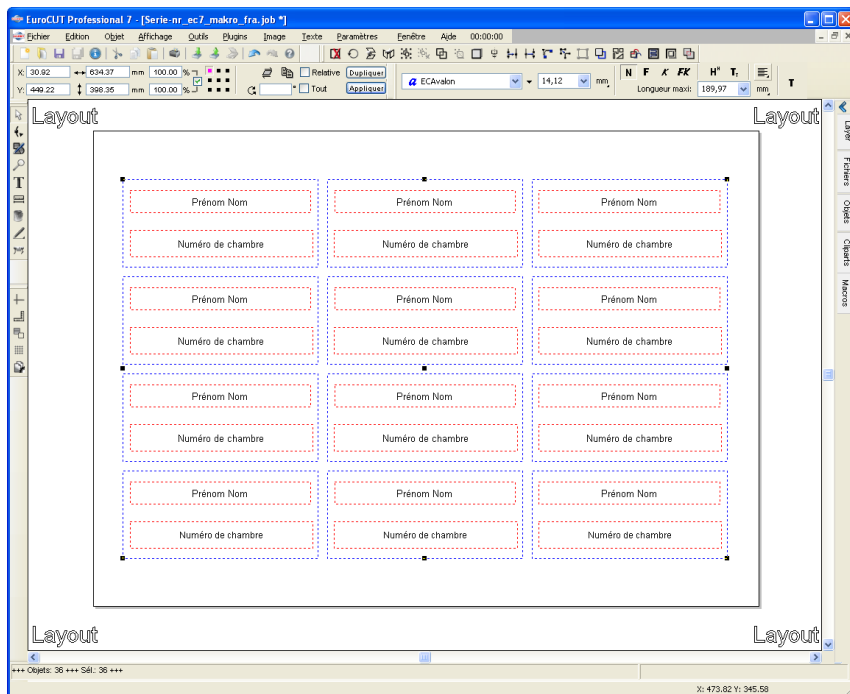 EuroCUT Professional 7 - [Serie-nr_ec7_makro_fra.job *]
Fichier Edition Objet Affichage Outils Plugins Image Texte Paramètres Fenêtre Aide 00:00:00
X: 30.92 634.37 mm 100.00 % Relative Dupliquer ECAvalon 14,12 mm N F K FK H T
Y: 449.22 398.35 mm 100.00 % Tout Appliquer Longueur maxi: 189,97 mm T
Layout Layout
Layer
Fichiers
Objets
Cliparts
Macros
Prénom Nom Prénom Nom Prénom Nom
Numéro de chambre Numéro de chambre Numéro de chambre
Prénom Nom Prénom Nom Prénom Nom
Numéro de chambre Numéro de chambre Numéro de chambre
Prénom Nom Prénom Nom Prénom Nom
Numéro de chambre Numéro de chambre Numéro de chambre
Prénom Nom Prénom Nom Prénom Nom
Numéro de chambre Numéro de chambre Numéro de chambre
Layout Layout
+++ Objets: 36 +++ Sél.: 36 +++
X: 473.82 Y: 345.58